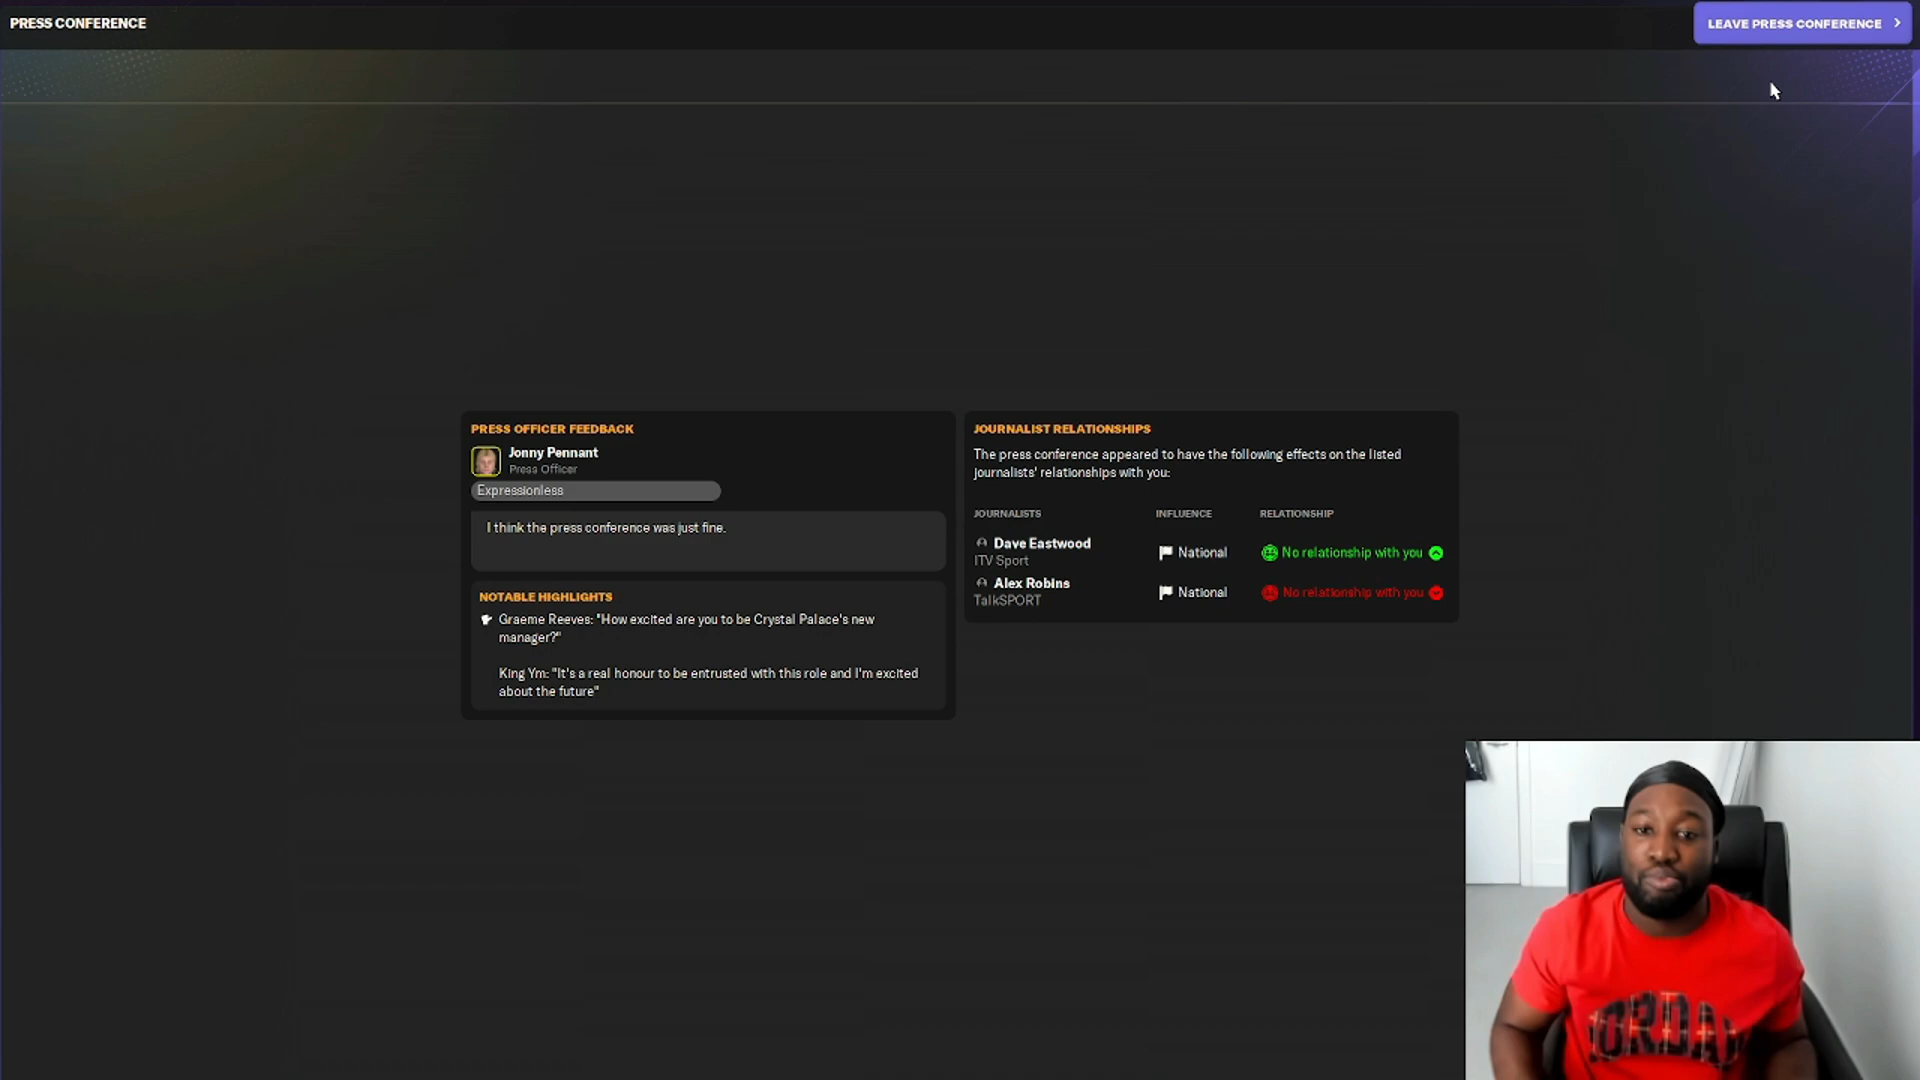 PRESS CONFERENCE
LEAVE PRESS CONFERENCE
PRESS OFFICER FEEDBACK
Jonny Pennant
Press Officer
Expressionless
I think the press conference was just fine.
NOTABLE HIGHLIGHTS
Graeme Reeves: "How excited are you to be Crystal Palace's new
manager?"
King Ym: "It's a real honour to be entrusted with this role and I'm excited
about the future"
JOURNALIST RELATIONSHIPS
The press conference appeared to have the following effects on the listed
journalists' relationships with you:
JOURNALISTS INFLUENCE RELATIONSHIP
Dave Eastwood
ITV Sport
National No relationship with you
Alex Robins
TalkSPORT
National No relationship with you
JORDAN